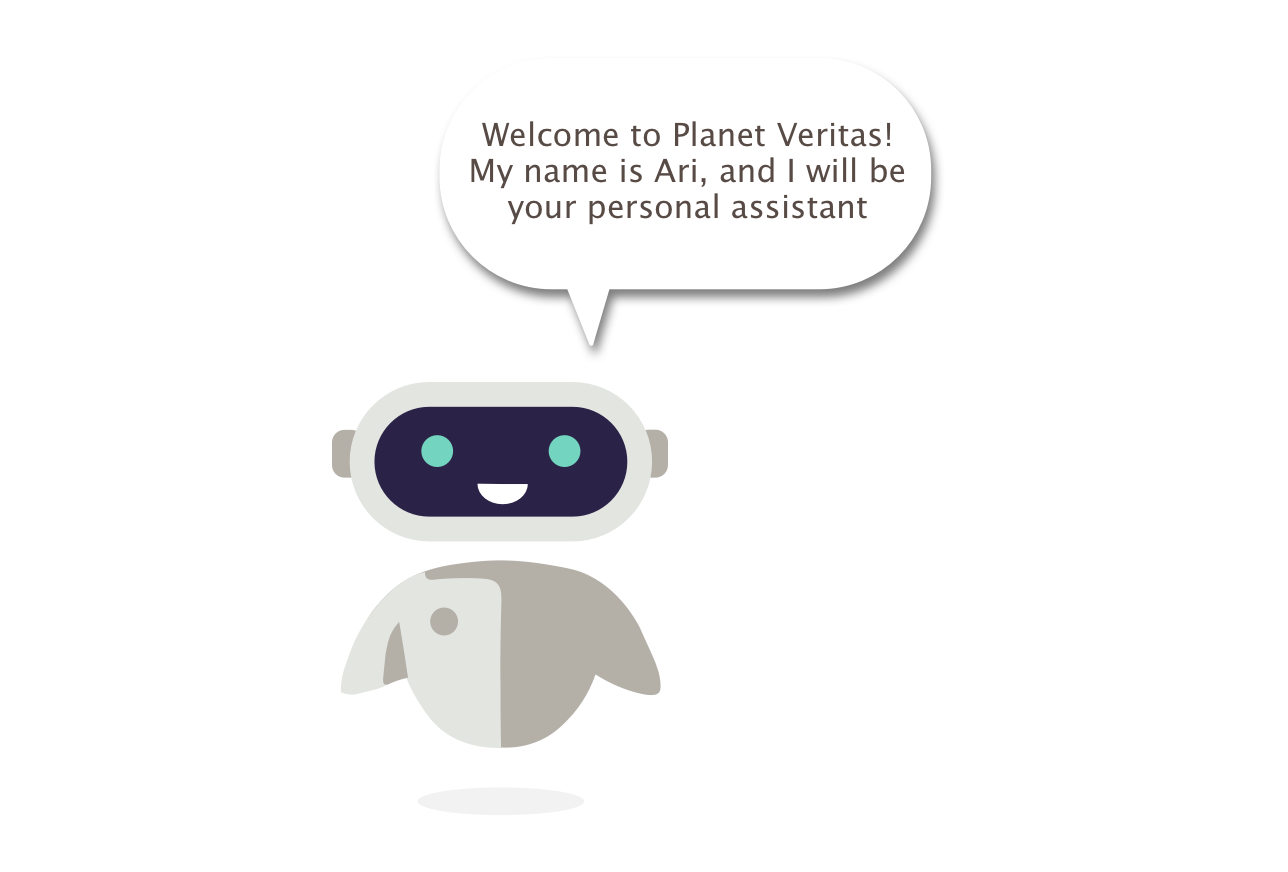 Welcome to Planet Veritas!
My name is Ari, and I will be
your personal assistant